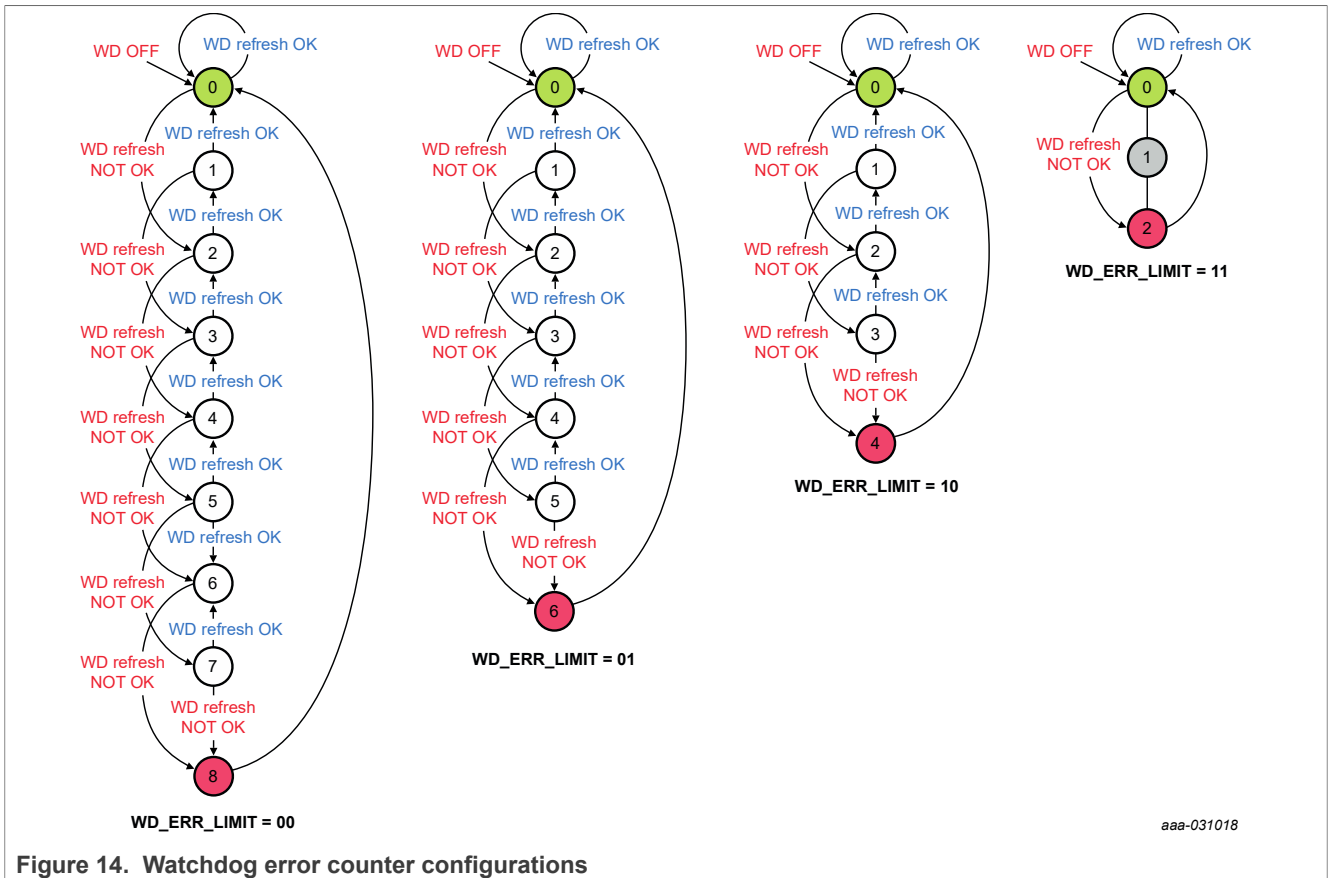 WD OFF
WD refresh OK
0
WD refresh OK
WD refresh
NOT OK
1
WD refresh OK
2
WD refresh
NOT OK
WD refresh OK
3
WD refresh
NOT OK
WD refresh OK
4
WD refresh
NOT OK
WD refresh OK
5
WD refresh
NOT OK
WD refresh OK
6
WD refresh
NOT OK
WD refresh OK
7
WD refresh
NOT OK
WD refresh
NOT OK
8
WD_ERR_LIMIT = 00
WD OFF
WD refresh OK
0
WD refresh OK
WD refresh
NOT OK
1
WD refresh OK
2
WD refresh
NOT OK
WD refresh OK
3
WD refresh
NOT OK
WD refresh OK
4
WD refresh
NOT OK
WD refresh OK
5
WD refresh
NOT OK
WD refresh
NOT OK
6
WD_ERR_LIMIT = 01
WD OFF
WD refresh OK
0
WD refresh OK
WD refresh
NOT OK
1
WD refresh OK
2
WD refresh
NOT OK
WD refresh OK
3
WD refresh
NOT OK
WD refresh
NOT OK
4
WD_ERR_LIMIT = 10
WD OFF
WD refresh OK
0
WD refresh
NOT OK
1
2
WD_ERR_LIMIT = 11
aaa-031018
Figure 14. Watchdog error counter configurations